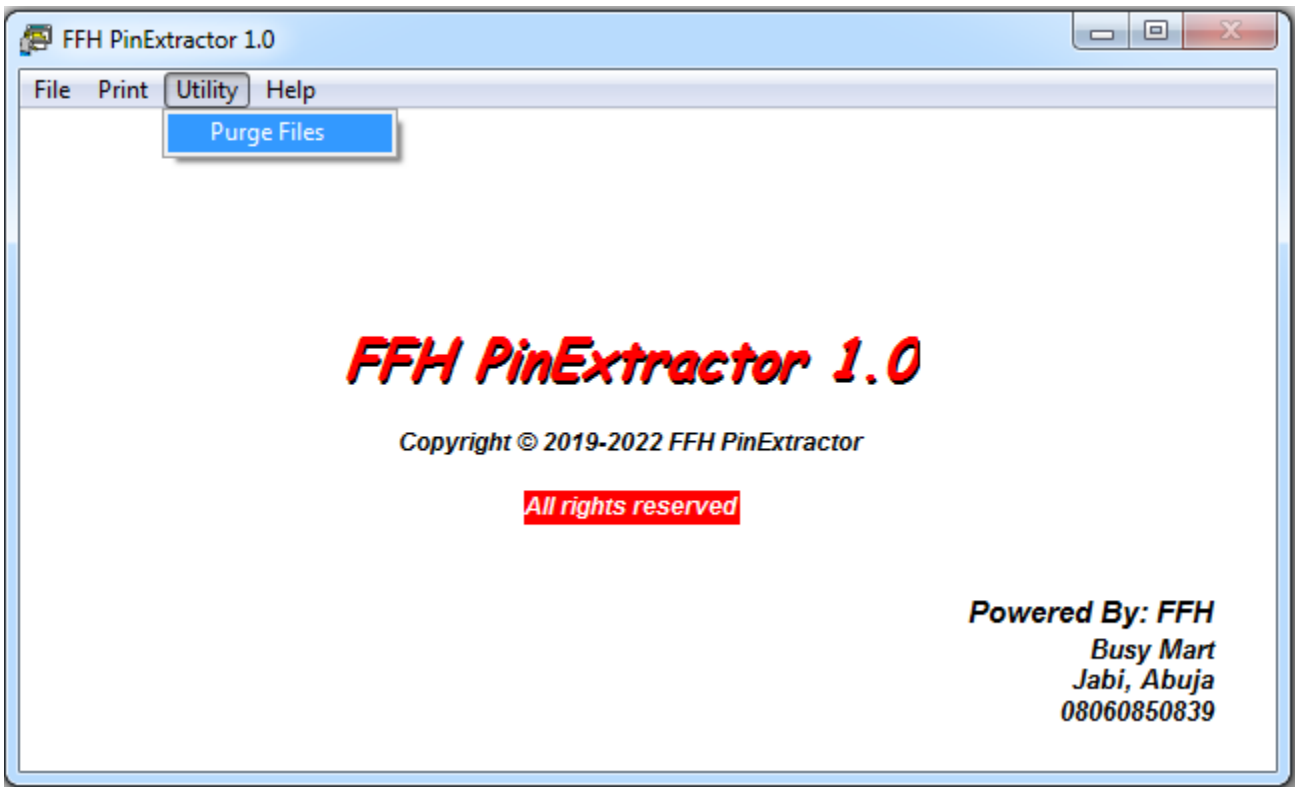 FFH PinExtractor 1.0
File Print Utility Help
Purge Files
FFH PinExtractor 1.0
Copyright © 2019-2022 FFH PinExtractor
All rights reserved
Powered By: FFH
Busy Mart
Jabi, Abuja
08060850839